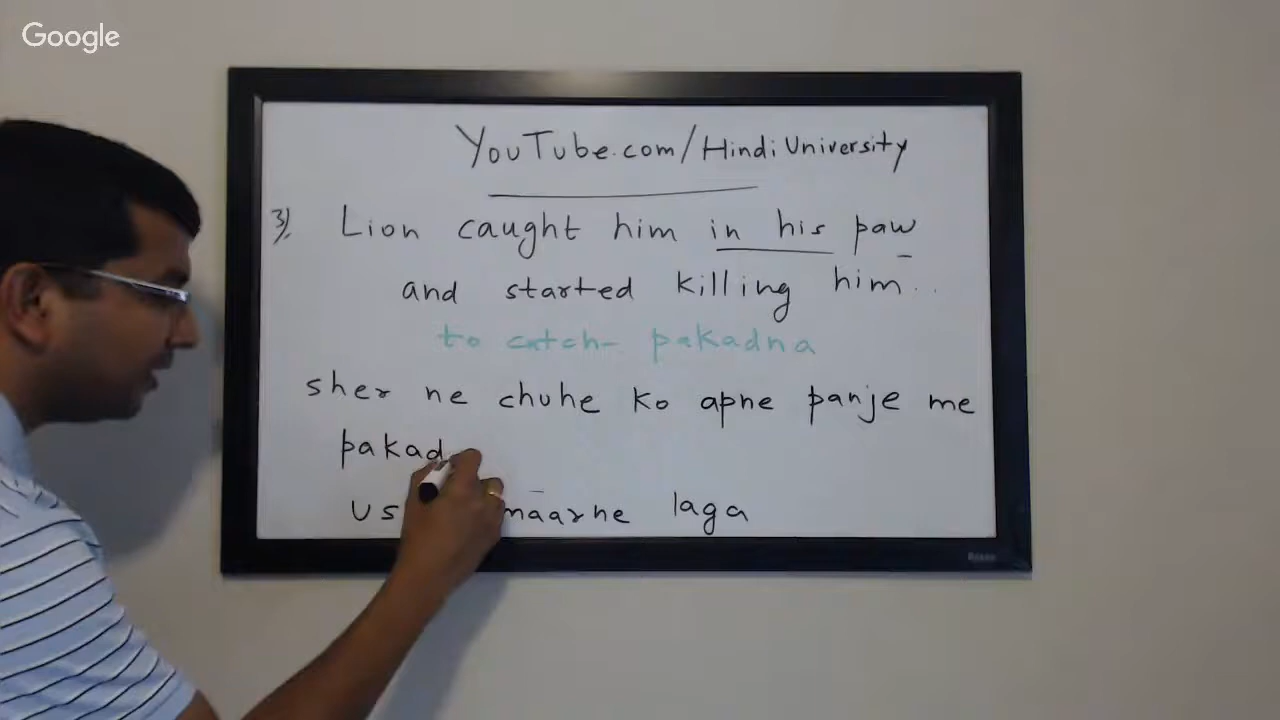 Google
YouTube.com/HindiUniversity
3) Lion caught him in his paw
and started killing him..
to catch- pakadna
sher ne chuhe ko apne panje me
maarne laga